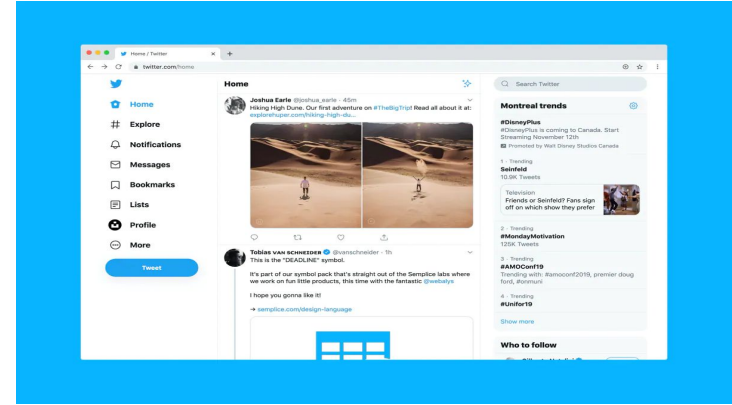 Home / Twitter
twitter.com/home
Home
Explore
Notifications
Messages
Bookmarks
Lists
Profile
More
Tweet
Home
Joshua Earle @joshua_earle · 45m
Hiking High Dune. Our first adventure on #TheBigTrip! Read all about it at:
explorehuper.com/hiking-high-du...
Tobias van Schneider @vanschneider · 1h
This is the "DEADLINE" symbol.
It's part of our symbol pack that's straight out of the Semplice labs where
we work on fun little products, this time with the fantastic @webalys
I hope you gonna like it!
→ semplice.com/design-language
Search Twitter
Montreal trends
#DisneyPlus
#DisneyPlus is coming to Canada. Start
Streaming November 12th
Promoted by Walt Disney Studios Canada
1 · Trending
Seinfeld
10.9K Tweets
Television
Friends or Seinfeld? Fans sign
off on which show they prefer
2 · Trending
#MondayMotivation
125K Tweets
3 · Trending
#AMOConf19
Trending with: #amoconf2019, premier doug
ford, #onmuni
4 · Trending
#Unifor19
Show more
Who to follow